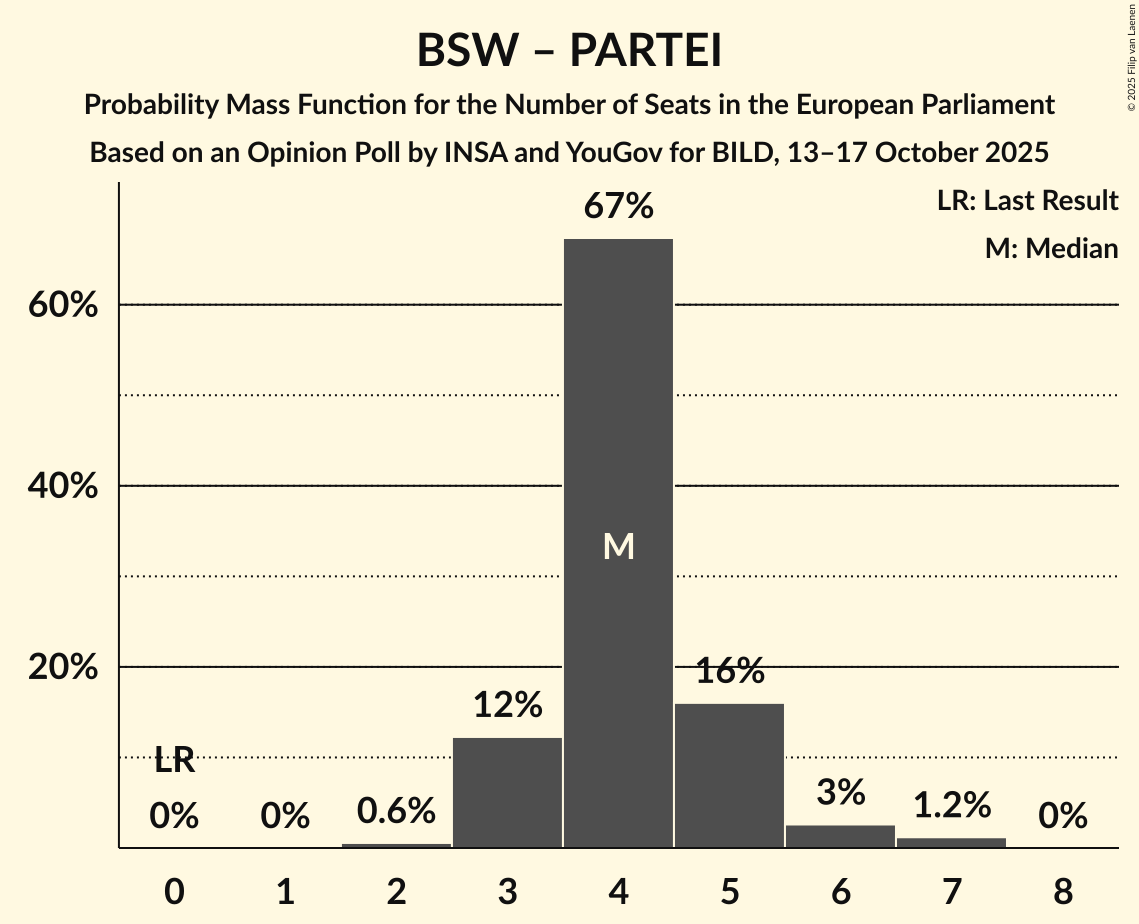 BSW – PARTEI
Probability Mass Function for the Number of Seats in the European Parliament
Based on an Opinion Poll by INSA and YouGov for BILD, 13–17 October 2025
© 2025 Filip van Laenen
LR: Last Result
M: Median
67%
60%
40%
M
20%
16%
12%
LR
0%
0%
0.6%
3%
1.2%
0%
0 1 2 3 4 5 6 7 8